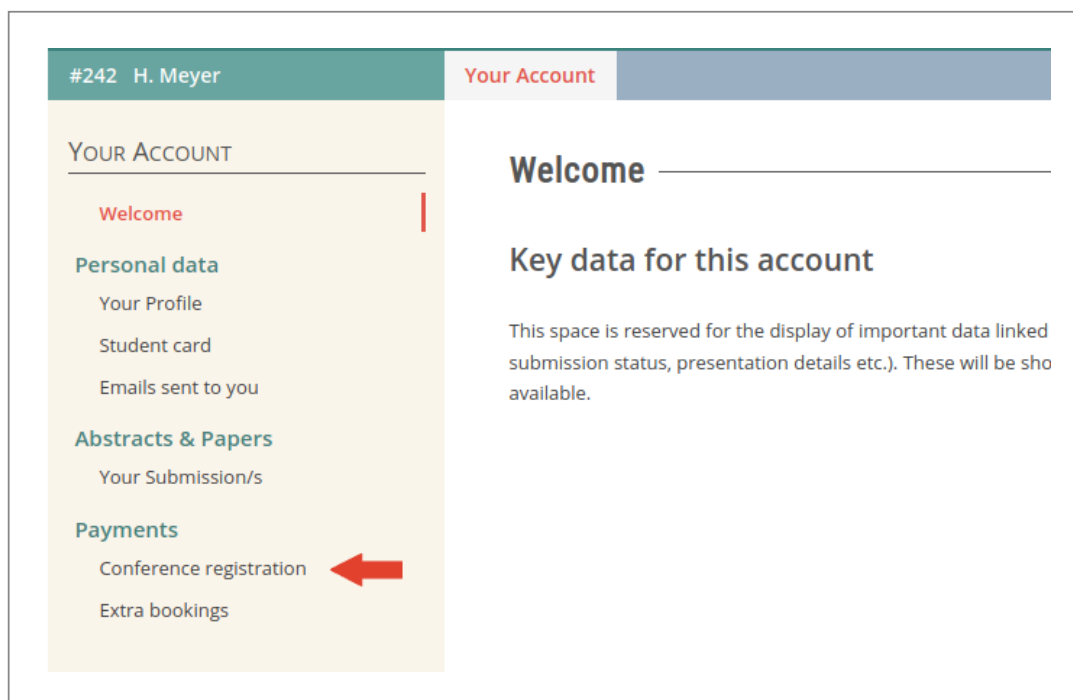 #242 H. Meyer
Your Account
YOUR ACCOUNT
Welcome
Personal data
Your Profile
Student card
Emails sent to you
Abstracts & Papers
Your Submission/s
Payments
Conference registration
Extra bookings
Welcome
Key data for this account
This space is reserved for the display of important data linked
submission status, presentation details etc.). These will be sho
available.